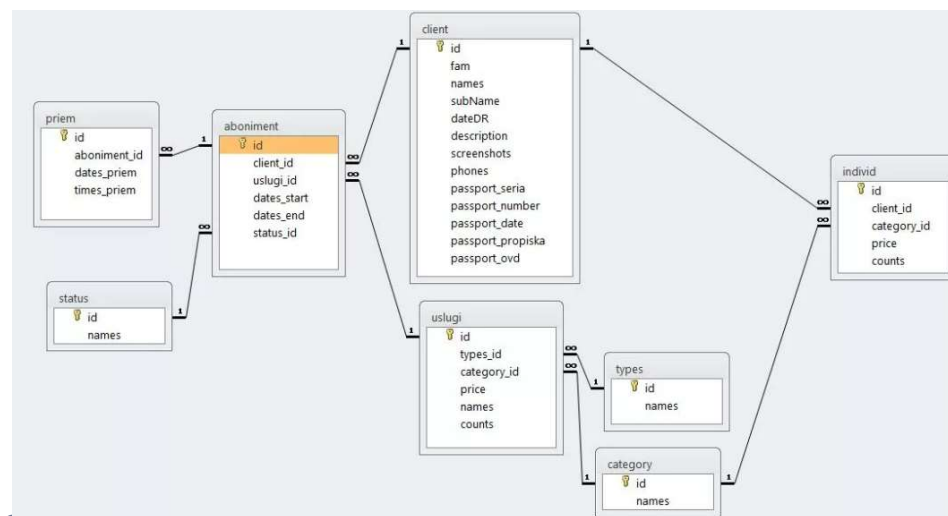 client
id
fam
names
subName
dateDR
description
screenshots
phones
passport_seria
passport_number
passport_date
passport_propiska
passport_ovd
priem
id
aboniment_id
dates_priem
times_priem
aboniment
id
client_id
uslugi_id
dates_start
dates_end
status_id
individ
id
client_id
category_id
price
counts
status
id
names
uslugi
id
types_id
category_id
price
names
counts
types
id
names
category
id
names
1
∞
1
∞
∞
∞
1
1
∞
∞
1
∞
∞
1
1
1